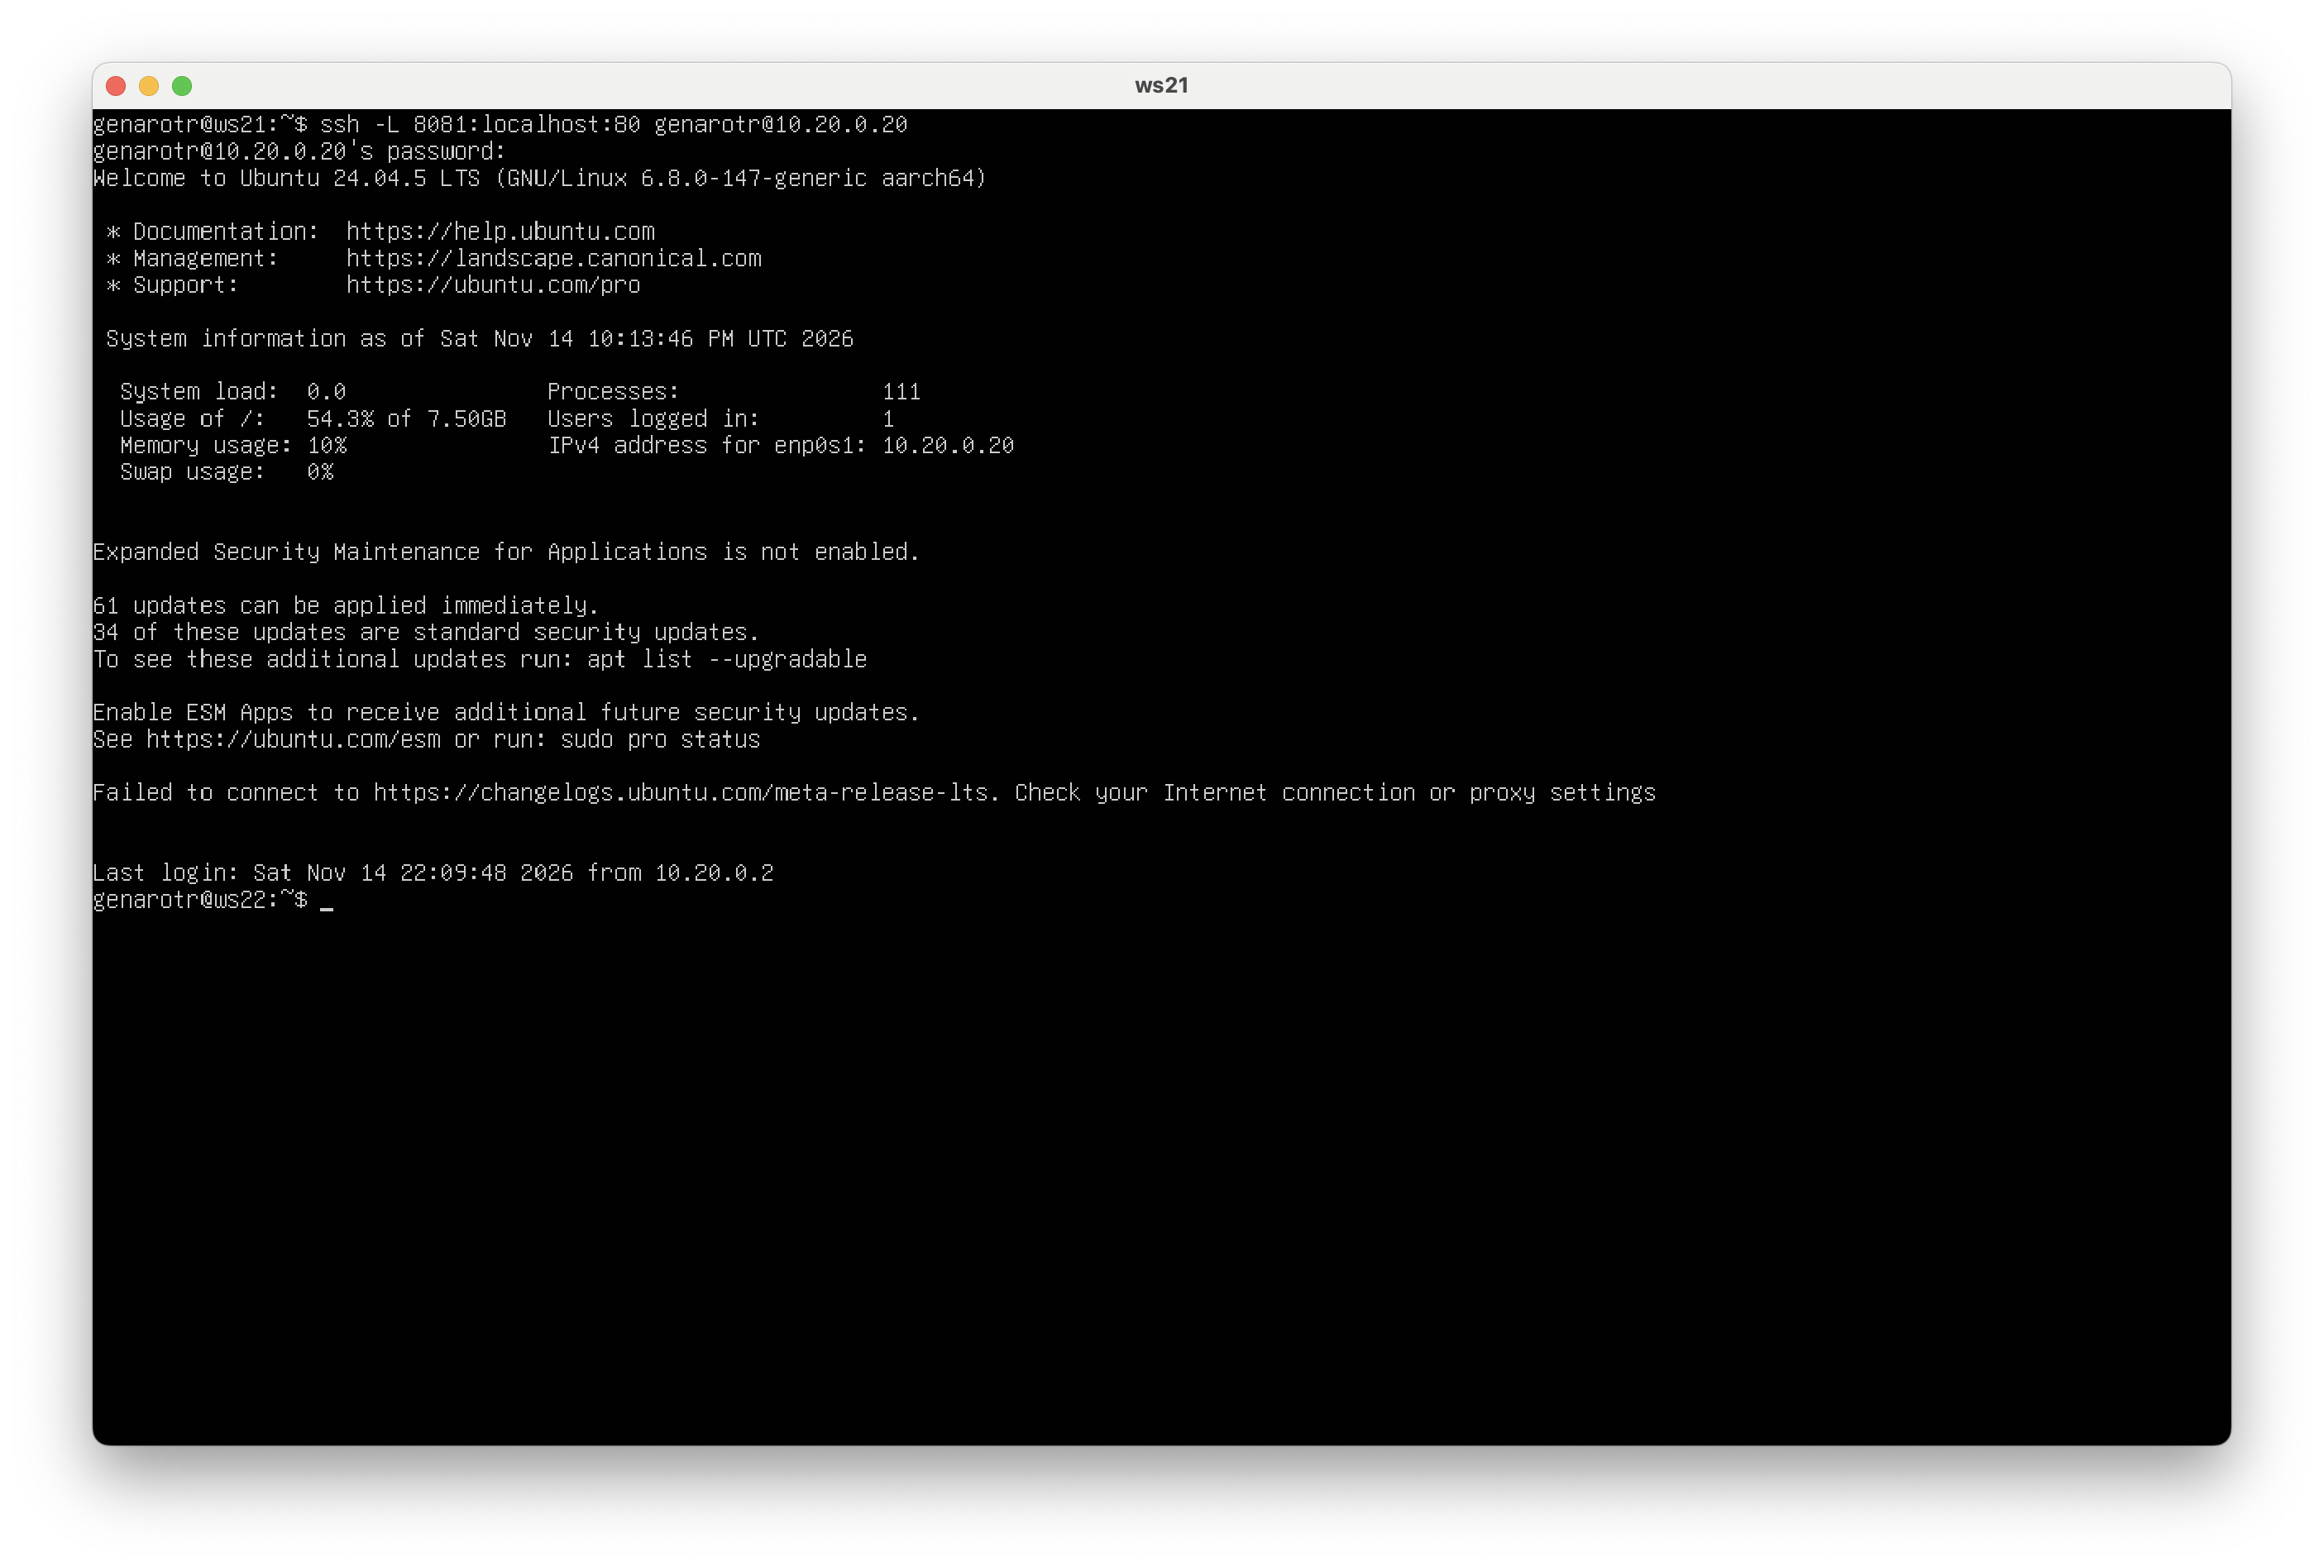 ws21
genarotr@ws21:~$ ssh -L 8081:localhost:80 genarotr@10.20.0.20
genarotr@10.20.0.20's password:
Welcome to Ubuntu 24.04.5 LTS (GNU/Linux 6.8.0-147-generic aarch64)
* Documentation:  https://help.ubuntu.com
* Management:     https://landscape.canonical.com
* Support:        https://ubuntu.com/pro
System information as of Sat Nov 14 10:13:46 PM UTC 2026
System load:  0.0               Processes:               111
Usage of /:   54.3% of 7.50GB   Users logged in:         1
Memory usage: 10%               IPv4 address for enp0s1: 10.20.0.20
Swap usage:   0%
Expanded Security Maintenance for Applications is not enabled.
61 updates can be applied immediately.
34 of these updates are standard security updates.
To see these additional updates run: apt list --upgradable
Enable ESM Apps to receive additional future security updates.
See https://ubuntu.com/esm or run: sudo pro status
Failed to connect to https://changelogs.ubuntu.com/meta-release-lts. Check your Internet connection or proxy settings
Last login: Sat Nov 14 22:09:48 2026 from 10.20.0.2
genarotr@ws22:~$ _